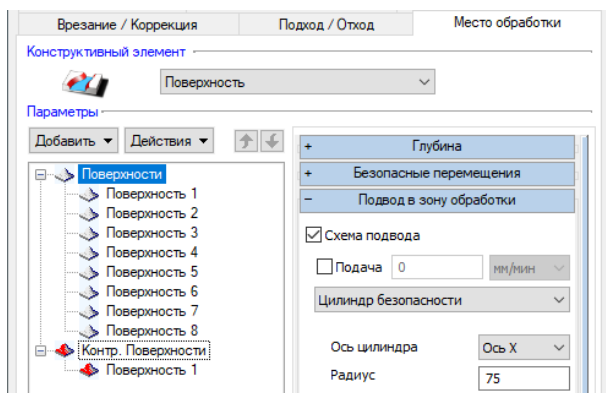 Врезание / Коррекция Подход / Отход Место обработки
Конструктивный элемент
Поверхность
Параметры
Добавить Действия
+ Глубина
Поверхности
+ Безопасные перемещения
Поверхность 1
− Подвод в зону обработки
Поверхность 2
Поверхность 3
Схема подвода
Поверхность 4
Подача 0 мм/мин
Поверхность 5
Поверхность 6
Цилиндр безопасности
Поверхность 7
Поверхность 8
Контр. Поверхности
Ось цилиндра Ось X
Поверхность 1
Радиус 75